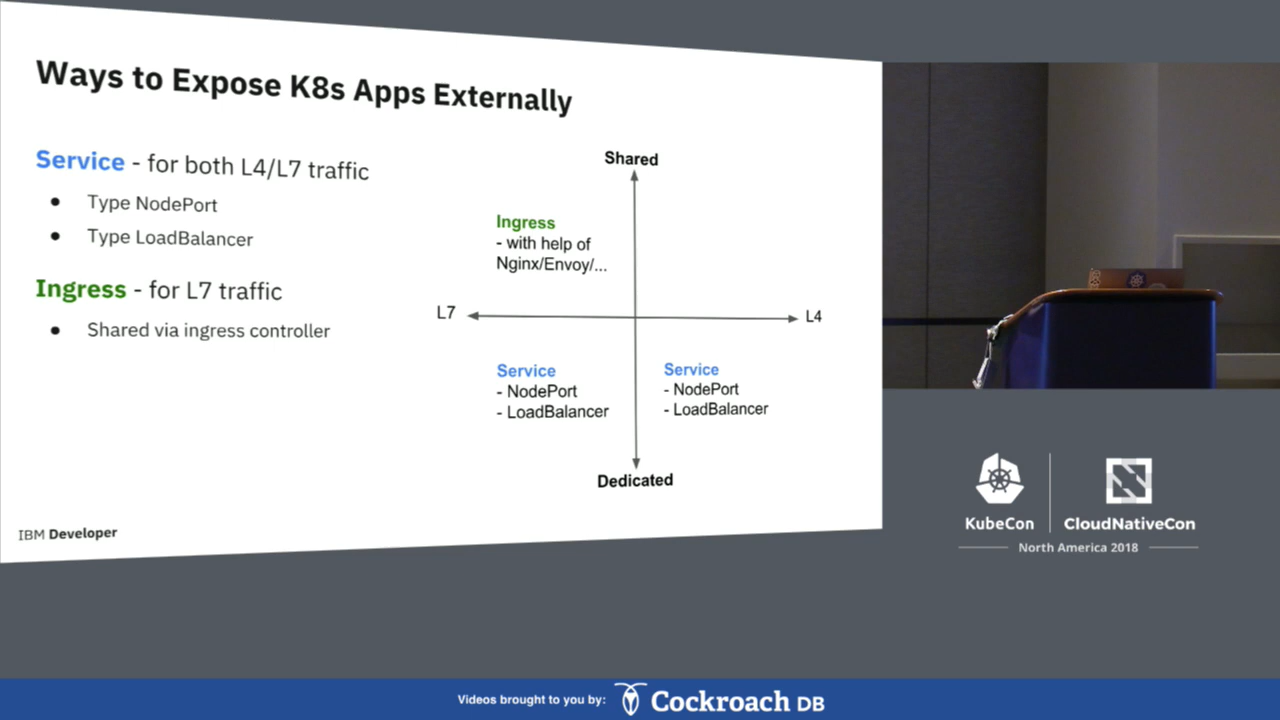 Ways to Expose K8s Apps Externally
Service - for both L4/L7 traffic
● Type NodePort
● Type LoadBalancer
Ingress - for L7 traffic
● Shared via ingress controller
Shared
Ingress
- with help of
Nginx/Envoy/...
L7
L4
Service
- NodePort
- LoadBalancer
Service
- NodePort
- LoadBalancer
Dedicated
IBM Developer
KubeCon
CloudNativeCon
North America 2018
Videos brought to you by:
Cockroach DB